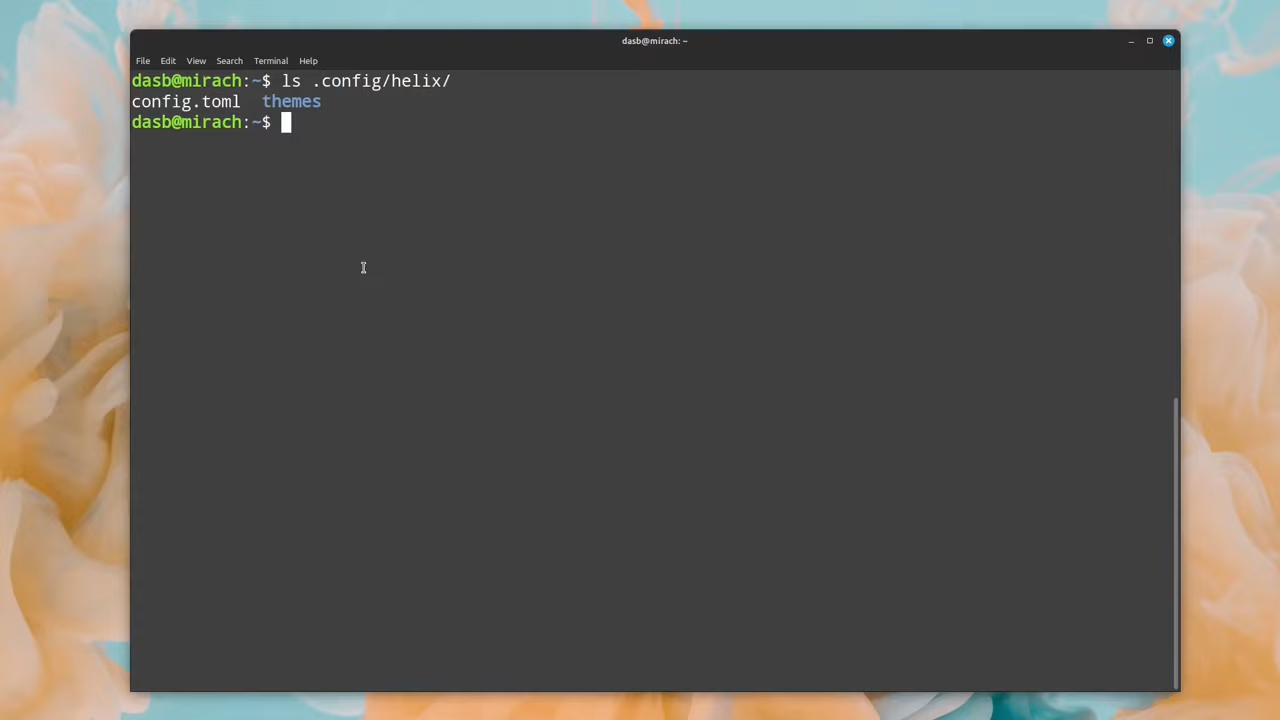 dasb@mirach: ~
File Edit View Search Terminal Help
dasb@mirach:~$ ls .config/helix/
config.toml  themes
dasb@mirach:~$